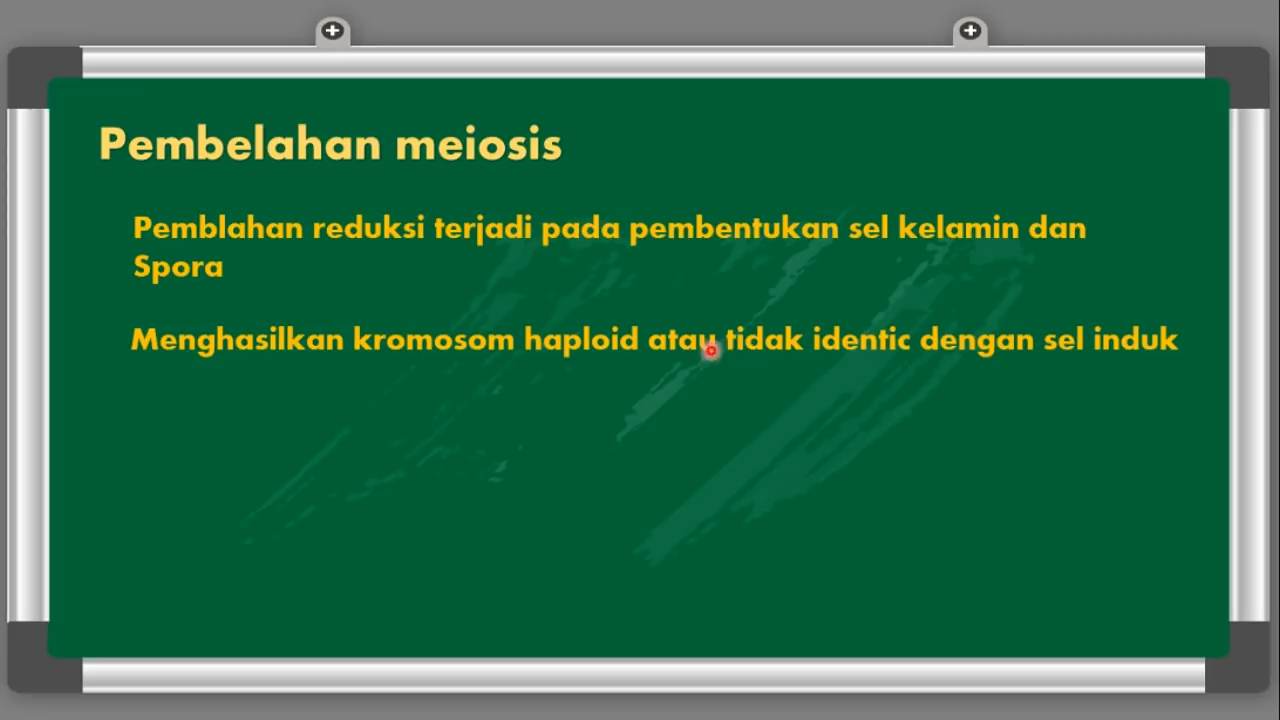 Pembelahan meiosis
Pemblahan reduksi terjadi pada pembentukan sel kelamin dan
Spora
Menghasilkan kromosom haploid atau tidak identic dengan sel induk